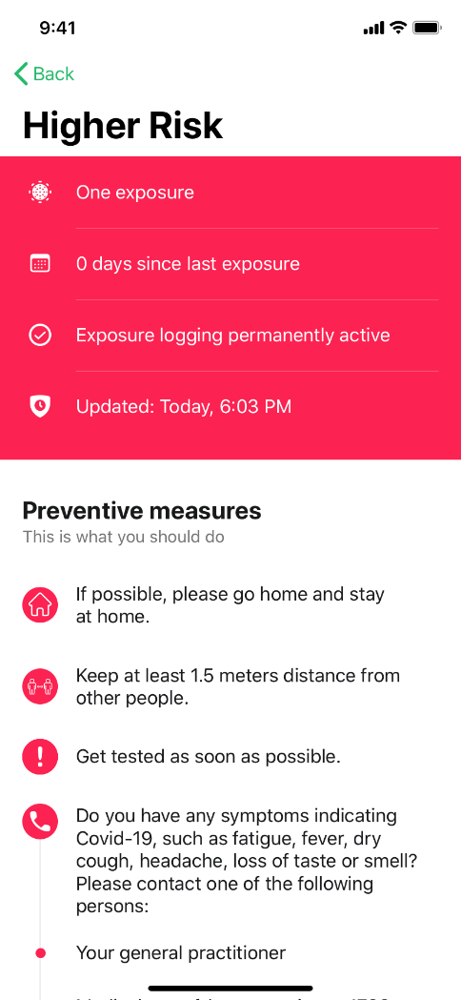 9:41
Back
Higher Risk
One exposure
0 days since last exposure
Exposure logging permanently active
Updated: Today, 6:03 PM
Preventive measures
This is what you should do
If possible, please go home and stay
at home.
Keep at least 1.5 meters distance from
other people.
Get tested as soon as possible.
Do you have any symptoms indicating
Covid-19, such as fatigue, fever, dry
cough, headache, loss of taste or smell?
Please contact one of the following
persons:
Your general practitioner